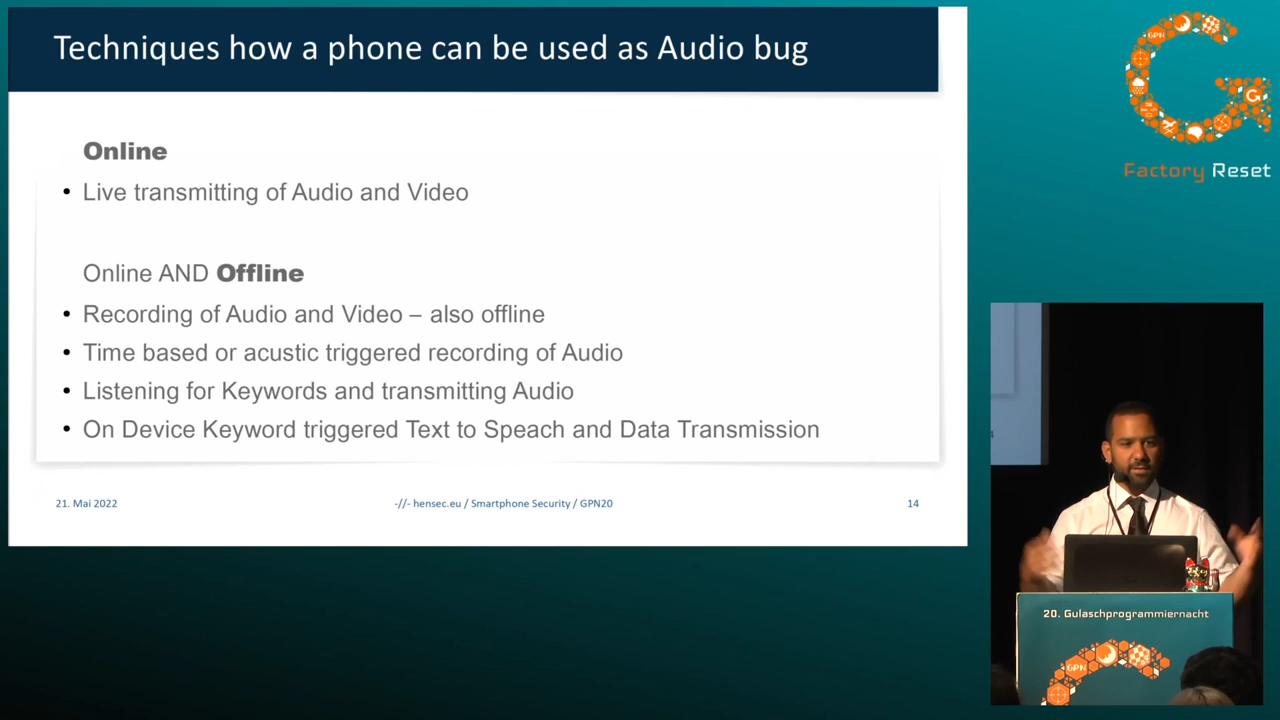 Techniques how a phone can be used as Audio bug
Online
• Live transmitting of Audio and Video
Online AND Offline
• Recording of Audio and Video – also offline
• Time based or acustic triggered recording of Audio
• Listening for Keywords and transmitting Audio
• On Device Keyword triggered Text to Speach and Data Transmission
21. Mai 2022
-//- hensec.eu / Smartphone Security / GPN20
14
GPN
Factory Reset
20. Gulaschprogrammiernacht
GPN